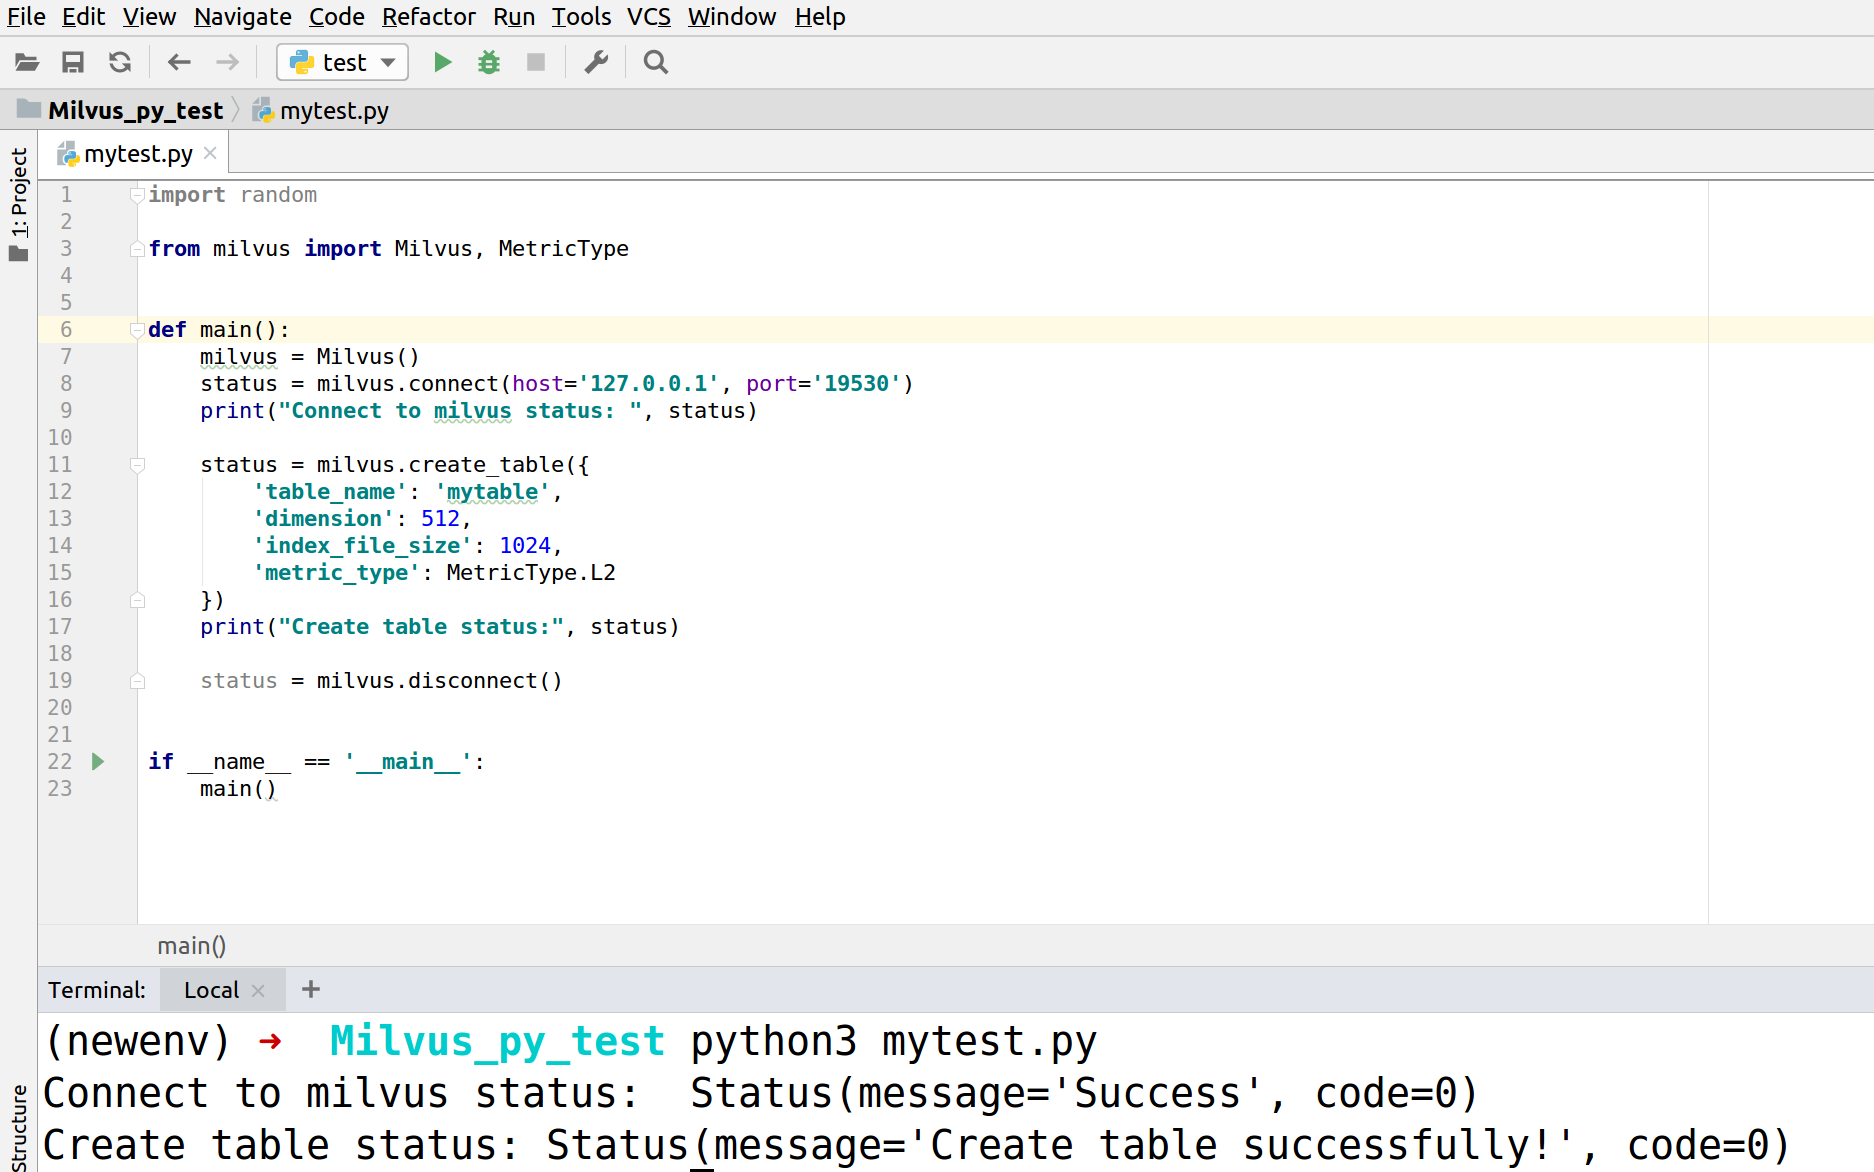 File Edit View Navigate Code Refactor Run Tools VCS Window Help
test
Milvus_py_test mytest.py
mytest.py
1: Project
1 import random
2
3 from milvus import Milvus, MetricType
4
5
6 def main():
7     milvus = Milvus()
8     status = milvus.connect(host='127.0.0.1', port='19530')
9     print("Connect to milvus status: ", status)
10
11     status = milvus.create_table({
12         'table_name': 'mytable',
13         'dimension': 512,
14         'index_file_size': 1024,
15         'metric_type': MetricType.L2
16     })
17     print("Create table status:", status)
18
19     status = milvus.disconnect()
20
21
22 if __name__ == '__main__':
23     main()
main()
Terminal: Local +
(newenv) ➜  Milvus_py_test python3 mytest.py
Connect to milvus status:  Status(message='Success', code=0)
Create table status: Status(message='Create table successfully!', code=0)
Structure